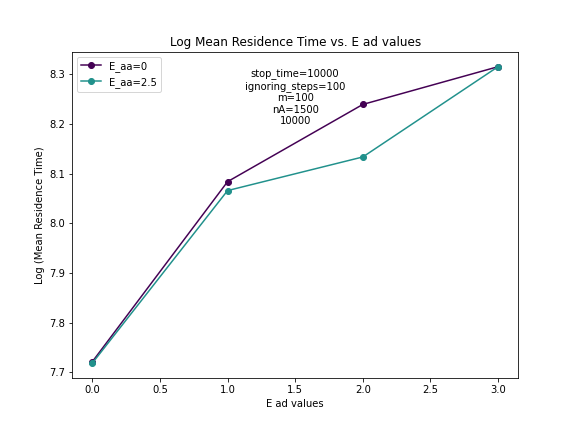 Log Mean Residence Time vs. E ad values
E_aa=0
E_aa=2.5
stop_time=10000
ignoring_steps=100
m=100
nA=1500
10000
Log (Mean Residence Time)
8.3
8.2
8.1
8.0
7.9
7.8
7.7
0.0 0.5 1.0 1.5 2.0 2.5 3.0
E ad values